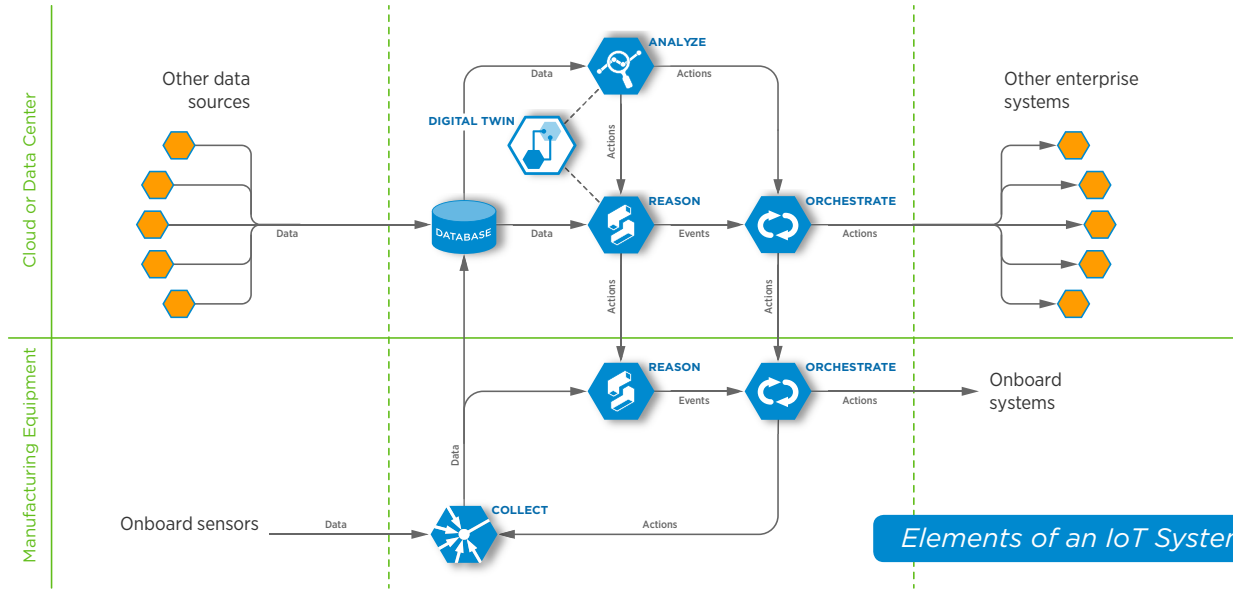 ANALYZE
Data
Actions
Other data
sources
Other enterprise
systems
DIGITAL TWIN
Cloud or Data Center
Actions
REASON
ORCHESTRATE
DATABASE
Data
Data
Events
Actions
Actions
Actions
Manufacturing Equipment
REASON
ORCHESTRATE
Events
Actions
Onboard
systems
Data
COLLECT
Onboard sensors
Data
Actions
Elements of an IoT System